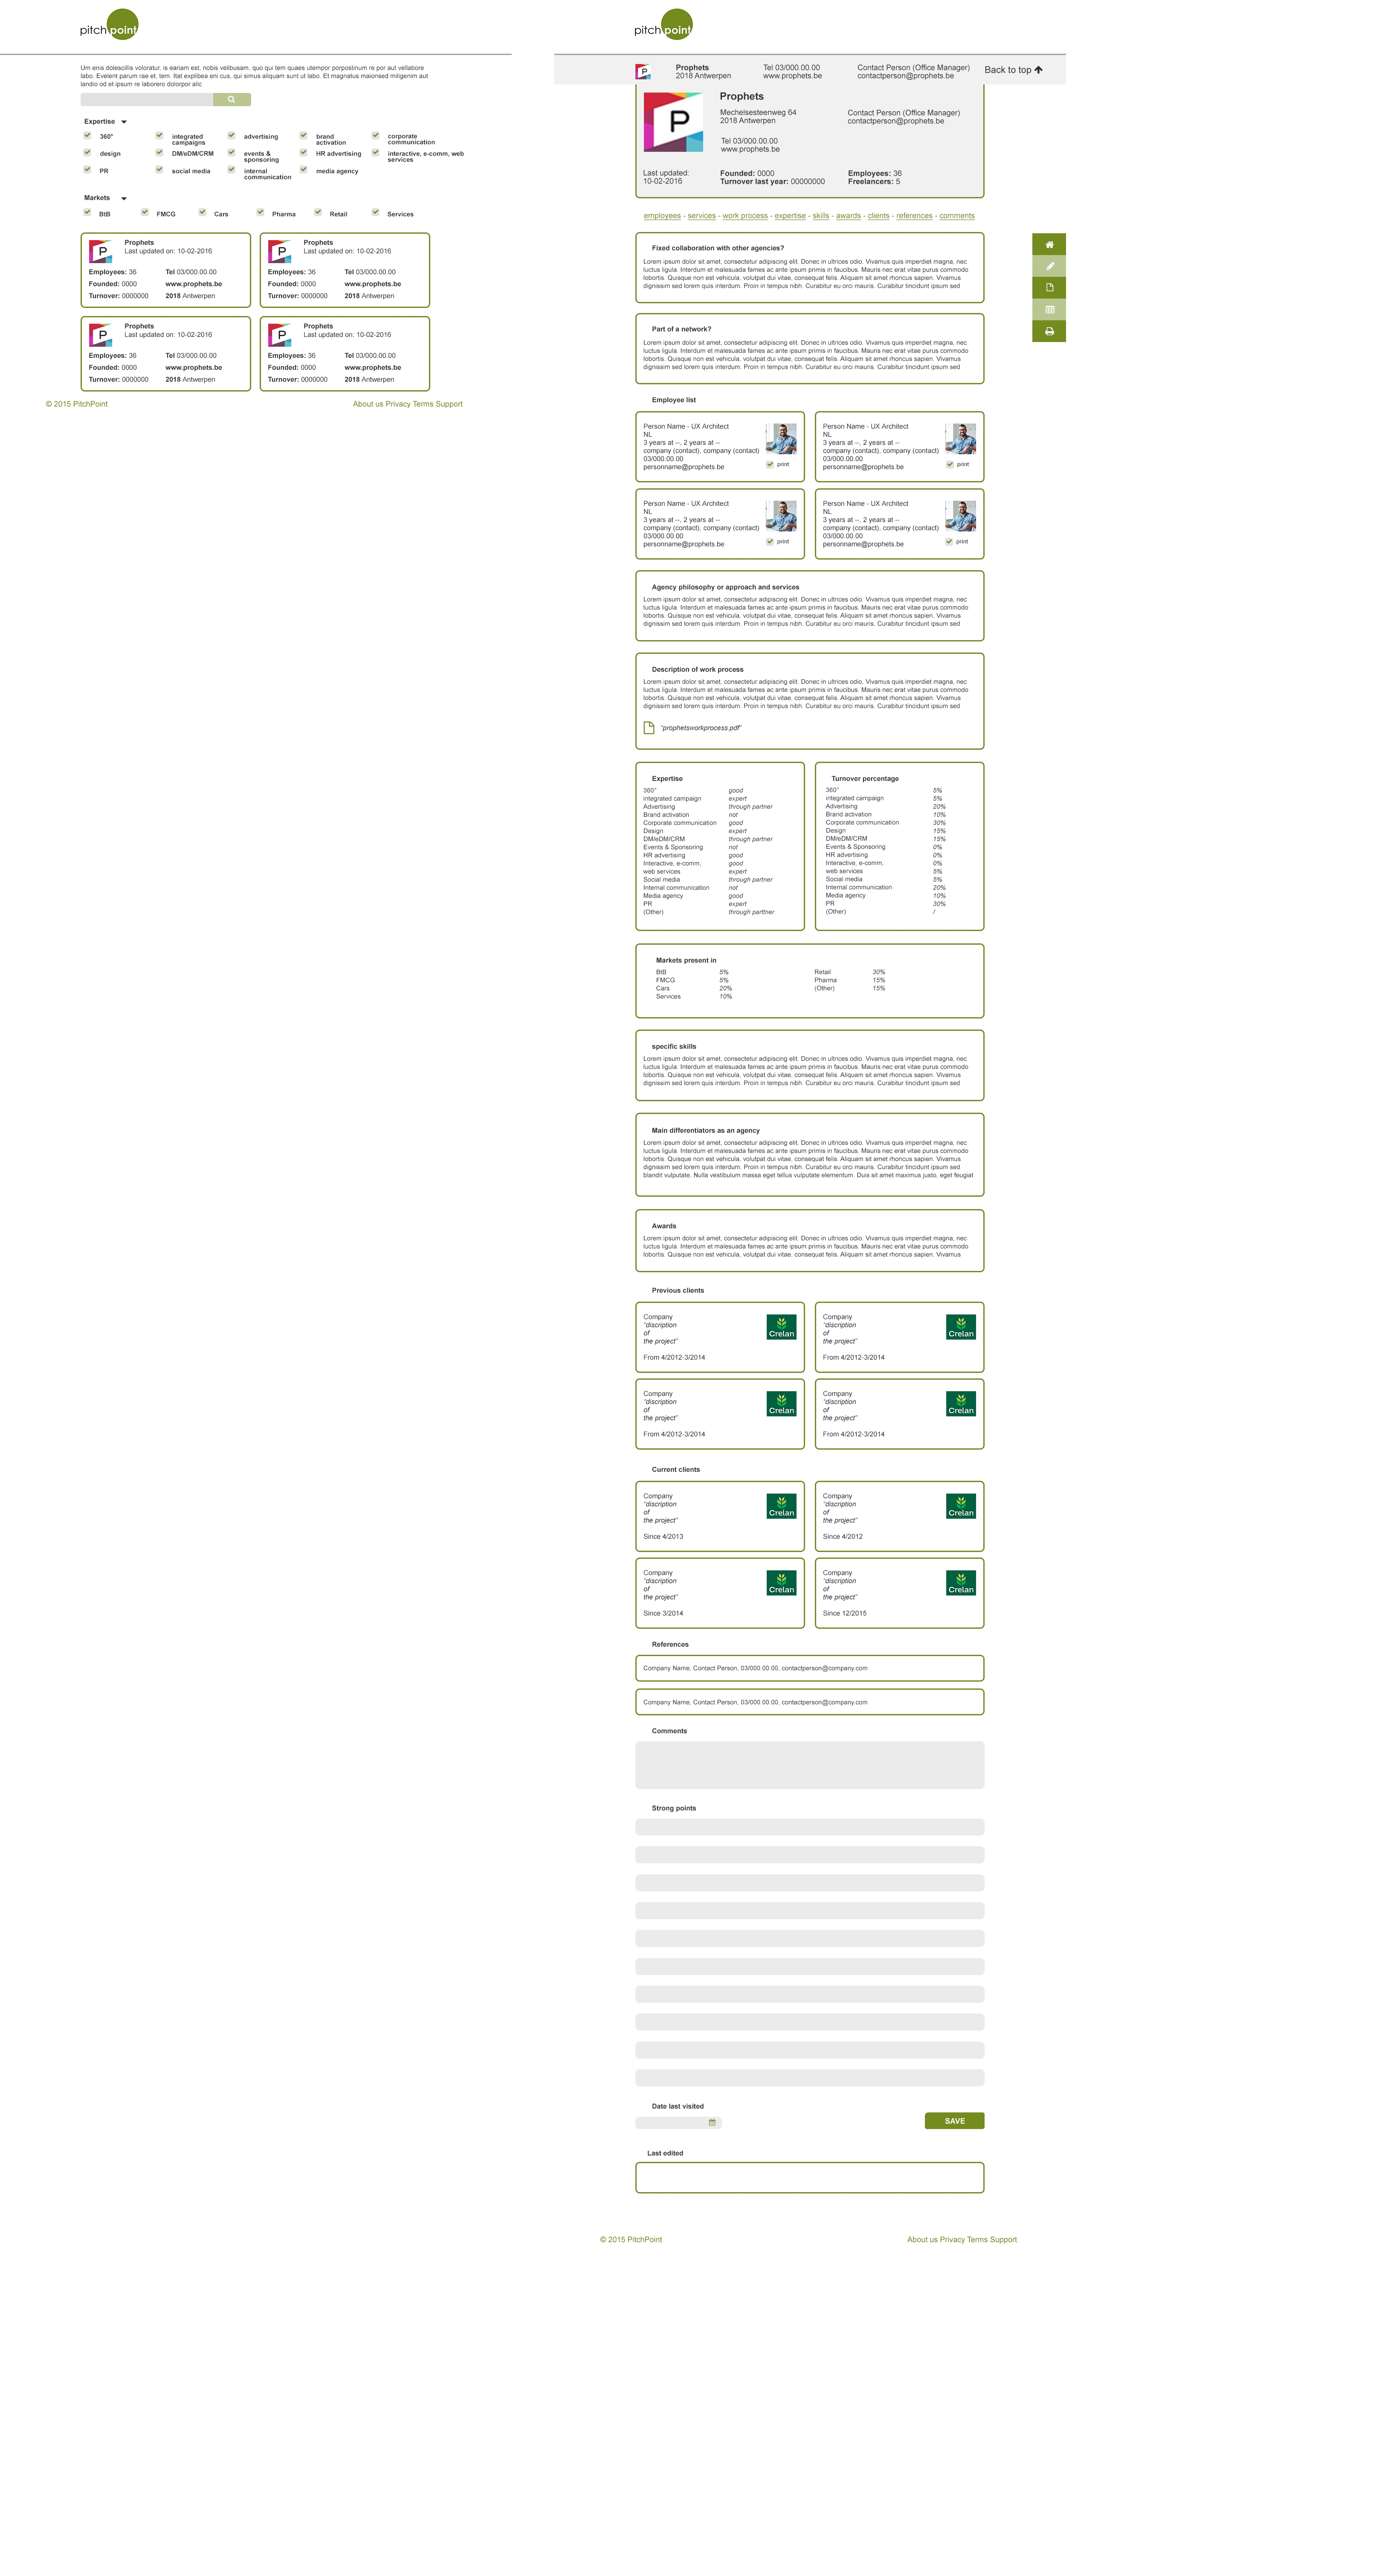 pitch point
Um enis dolescillis voloratur, is eariam est, nobis velibusam, quo qui tem quaes utempor porpostinum re por aut vellabore
labo. Evelent parum rae et, tem. Itat explibea eni cus, qui simus aliquam sunt ut labo. Et magnatus maionsed miligenim aut
landio od et ipsum re laborero dolorpor alic
Expertise
360°
integrated
campaigns
advertising
brand
activation
corporate
communication
design
DM/eDM/CRM
events &
sponsoring
HR advertising
interactive, e-comm, web
services
PR
social media
internal
communication
media agency
Markets
BtB
FMCG
Cars
Pharma
Retail
Services
P
Prophets
Last updated on: 10-02-2016
Employees: 36
Tel 03/000.00.00
Founded: 0000
www.prophets.be
Turnover: 0000000
2018 Antwerpen
P
Prophets
Last updated on: 10-02-2016
Employees: 36
Tel 03/000.00.00
Founded: 0000
www.prophets.be
Turnover: 0000000
2018 Antwerpen
P
Prophets
Last updated on: 10-02-2016
Employees: 36
Tel 03/000.00.00
Founded: 0000
www.prophets.be
Turnover: 0000000
2018 Antwerpen
P
Prophets
Last updated on: 10-02-2016
Employees: 36
Tel 03/000.00.00
Founded: 0000
www.prophets.be
Turnover: 0000000
2018 Antwerpen
© 2015 PitchPoint
About us Privacy Terms Support
pitch point
P
Prophets
2018 Antwerpen
Tel 03/000.00.00
www.prophets.be
Contact Person (Office Manager)
contactperson@prophets.be
Back to top
P
Prophets
Mechelsesteenweg 64
2018 Antwerpen
Contact Person (Office Manager)
contactperson@prophets.be
Tel 03/000.00.00
www.prophets.be
Last updated:
10-02-2016
Founded: 0000
Turnover last year: 00000000
Employees: 36
Freelancers: 5
employees - services - work process - expertise - skills - awards - clients - references - comments
Fixed collaboration with other agencies?
Lorem ipsum dolor sit amet, consectetur adipiscing elit. Donec in ultrices odio. Vivamus quis imperdiet magna, nec
luctus ligula. Interdum et malesuada fames ac ante ipsum primis in faucibus. Mauris nec erat vitae purus commodo
lobortis. Quisque non est vehicula, volutpat dui vitae, consequat felis. Aliquam sit amet rhoncus sapien. Vivamus
dignissim sed lorem quis interdum. Proin in tempus nibh. Curabitur eu orci mauris. Curabitur tincidunt ipsum sed
Part of a network?
Lorem ipsum dolor sit amet, consectetur adipiscing elit. Donec in ultrices odio. Vivamus quis imperdiet magna, nec
luctus ligula. Interdum et malesuada fames ac ante ipsum primis in faucibus. Mauris nec erat vitae purus commodo
lobortis. Quisque non est vehicula, volutpat dui vitae, consequat felis. Aliquam sit amet rhoncus sapien. Vivamus
dignissim sed lorem quis interdum. Proin in tempus nibh. Curabitur eu orci mauris. Curabitur tincidunt ipsum sed
Employee list
Person Name - UX Architect
NL
3 years at --, 2 years at --
company (contact), company (contact)
03/000.00.00
personname@prophets.be
print
Person Name - UX Architect
NL
3 years at --, 2 years at --
company (contact), company (contact)
03/000.00.00
personname@prophets.be
print
Person Name - UX Architect
NL
3 years at --, 2 years at --
company (contact), company (contact)
03/000.00.00
personname@prophets.be
print
Person Name - UX Architect
NL
3 years at --, 2 years at --
company (contact), company (contact)
03/000.00.00
personname@prophets.be
print
Agency philosophy or approach and services
Lorem ipsum dolor sit amet, consectetur adipiscing elit. Donec in ultrices odio. Vivamus quis imperdiet magna, nec
luctus ligula. Interdum et malesuada fames ac ante ipsum primis in faucibus. Mauris nec erat vitae purus commodo
lobortis. Quisque non est vehicula, volutpat dui vitae, consequat felis. Aliquam sit amet rhoncus sapien. Vivamus
dignissim sed lorem quis interdum. Proin in tempus nibh. Curabitur eu orci mauris. Curabitur tincidunt ipsum sed
Description of work process
Lorem ipsum dolor sit amet, consectetur adipiscing elit. Donec in ultrices odio. Vivamus quis imperdiet magna, nec
luctus ligula. Interdum et malesuada fames ac ante ipsum primis in faucibus. Mauris nec erat vitae purus commodo
lobortis. Quisque non est vehicula, volutpat dui vitae, consequat felis. Aliquam sit amet rhoncus sapien. Vivamus
dignissim sed lorem quis interdum. Proin in tempus nibh. Curabitur eu orci mauris. Curabitur tincidunt ipsum sed
"prophetsworkprocess.pdf"
Expertise
360° good
integrated campaign expert
Advertising through partner
Brand activation not
Corporate communication good
Design expert
DM/eDM/CRM through partner
Events & Sponsoring not
HR advertising good
Interactive, e-comm, good
web services expert
Social media through partner
Internal communication not
Media agency good
PR expert
(Other) through parttner
Turnover percentage
360° 5%
integrated campaign 5%
Advertising 20%
Brand activation 10%
Corporate communication 30%
Design 15%
DM/eDM/CRM 15%
Events & Sponsoring 0%
HR advertising 0%
Interactive, e-comm, 0%
web services 5%
Social media 5%
Internal communication 20%
Media agency 10%
PR 30%
(Other) /
Markets present in
BtB 5% Retail 30%
FMCG 5% Pharma 15%
Cars 20% (Other) 15%
Services 10%
specific skills
Lorem ipsum dolor sit amet, consectetur adipiscing elit. Donec in ultrices odio. Vivamus quis imperdiet magna, nec
luctus ligula. Interdum et malesuada fames ac ante ipsum primis in faucibus. Mauris nec erat vitae purus commodo
lobortis. Quisque non est vehicula, volutpat dui vitae, consequat felis. Aliquam sit amet rhoncus sapien. Vivamus
dignissim sed lorem quis interdum. Proin in tempus nibh. Curabitur eu orci mauris. Curabitur tincidunt ipsum sed
Main differentiators as an agency
Lorem ipsum dolor sit amet, consectetur adipiscing elit. Donec in ultrices odio. Vivamus quis imperdiet magna, nec
luctus ligula. Interdum et malesuada fames ac ante ipsum primis in faucibus. Mauris nec erat vitae purus commodo
lobortis. Quisque non est vehicula, volutpat dui vitae, consequat felis. Aliquam sit amet rhoncus sapien. Vivamus
dignissim sed lorem quis interdum. Proin in tempus nibh. Curabitur eu orci mauris. Curabitur tincidunt ipsum sed
blandit vulputate. Nulla vestibulum massa eget tellus vulputate elementum. Duis sit amet maximus justo, eget feugiat
Awards
Lorem ipsum dolor sit amet, consectetur adipiscing elit. Donec in ultrices odio. Vivamus quis imperdiet magna, nec
luctus ligula. Interdum et malesuada fames ac ante ipsum primis in faucibus. Mauris nec erat vitae purus commodo
lobortis. Quisque non est vehicula, volutpat dui vitae, consequat felis. Aliquam sit amet rhoncus sapien. Vivamus
Previous clients
Company
"discription
of
the project"
From 4/2012-3/2014
Crelan
Company
"discription
of
the project"
From 4/2012-3/2014
Crelan
Company
"discription
of
the project"
From 4/2012-3/2014
Crelan
Company
"discription
of
the project"
From 4/2012-3/2014
Crelan
Current clients
Company
"discription
of
the project"
Since 4/2013
Crelan
Company
"discription
of
the project"
Since 4/2012
Crelan
Company
"discription
of
the project"
Since 3/2014
Crelan
Company
"discription
of
the project"
Since 12/2015
Crelan
References
Company Name, Contact Person, 03/000.00.00, contactperson@company.com
Company Name, Contact Person, 03/000.00.00, contactperson@company.com
Comments
Strong points
Date last visited
SAVE
Last edited
© 2015 PitchPoint
About us Privacy Terms Support